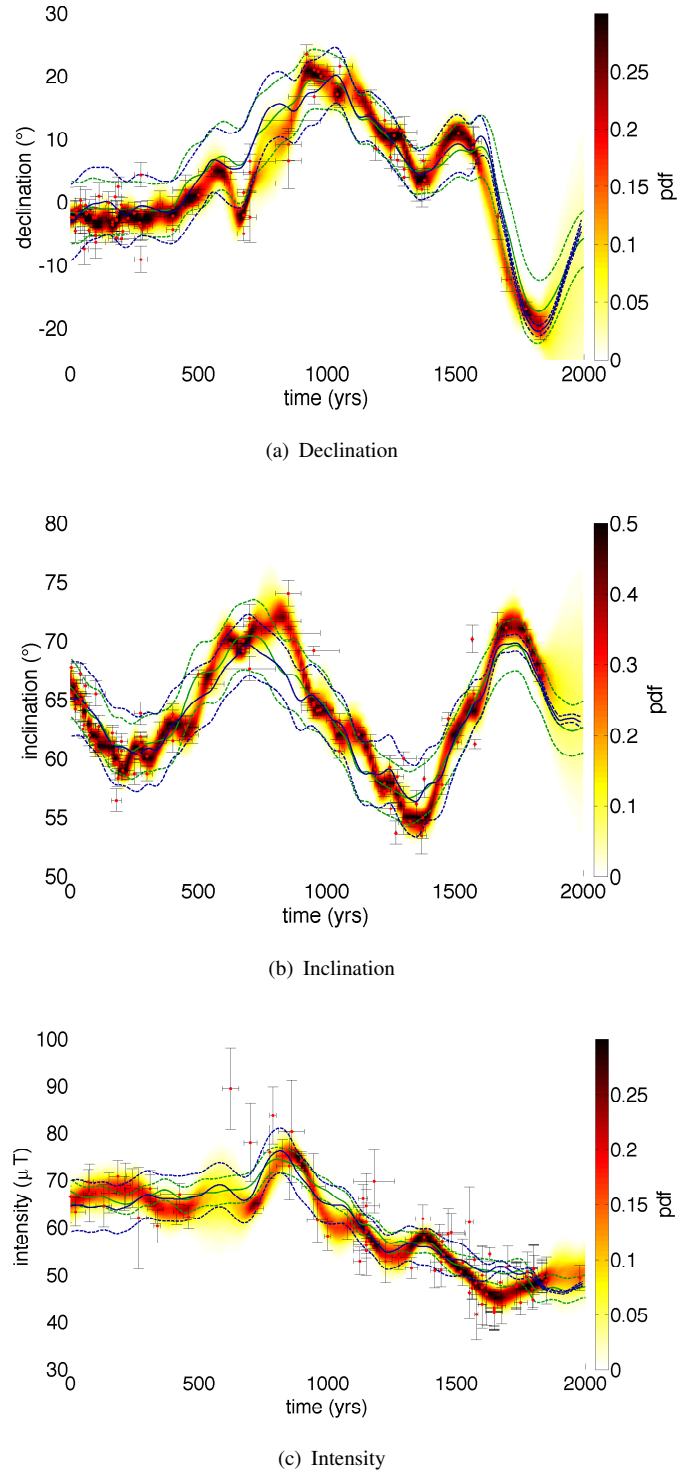 30
20
10
0
-10
-20
declination (°)
0 500 1000 1500 2000
time (yrs)
0.25
0.2
0.15
0.1
0.05
0
pdf
(a) Declination
80
75
70
65
60
55
50
inclination (°)
0 500 1000 1500 2000
time (yrs)
0.5
0.4
0.3
0.2
0.1
0
pdf
(b) Inclination
100
90
80
70
60
50
40
30
intensity (μ T)
0 500 1000 1500 2000
time (yrs)
0.25
0.2
0.15
0.1
0.05
0
pdf
(c) Intensity